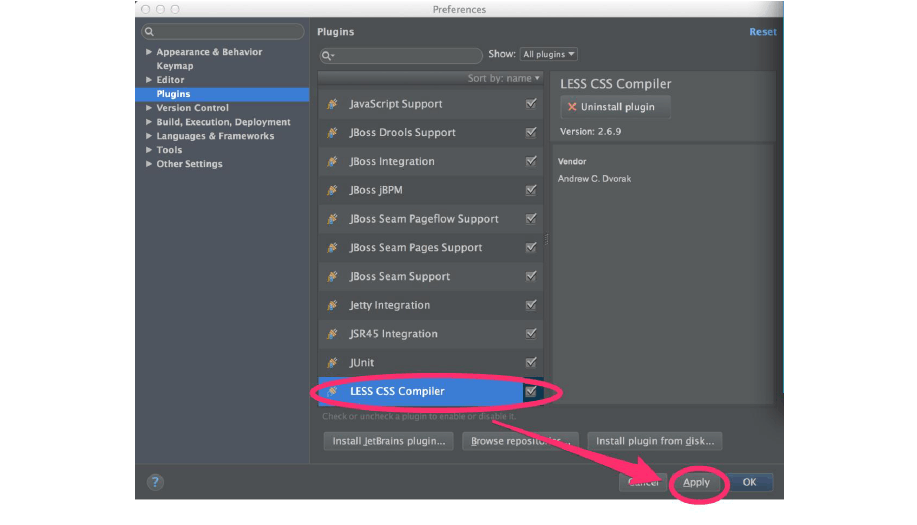 Preferences
Plugins
Reset
Show: All plugins
Appearance & Behavior
Keymap
Editor
Plugins
Version Control
Build, Execution, Deployment
Languages & Frameworks
Tools
Other Settings
Sort by: name
JavaScript Support
JBoss Drools Support
JBoss Integration
JBoss jBPM
JBoss Seam Pageflow Support
JBoss Seam Pages Support
JBoss Seam Support
Jetty Integration
JSR45 Integration
JUnit
LESS CSS Compiler
Check or uncheck a plugin to enable or disable it.
LESS CSS Compiler
Uninstall plugin
Version: 2.6.9
Vendor
Andrew C. Dvorak
Install JetBrains plugin... Browse repositories... Install plugin from disk...
? Cancel Apply OK